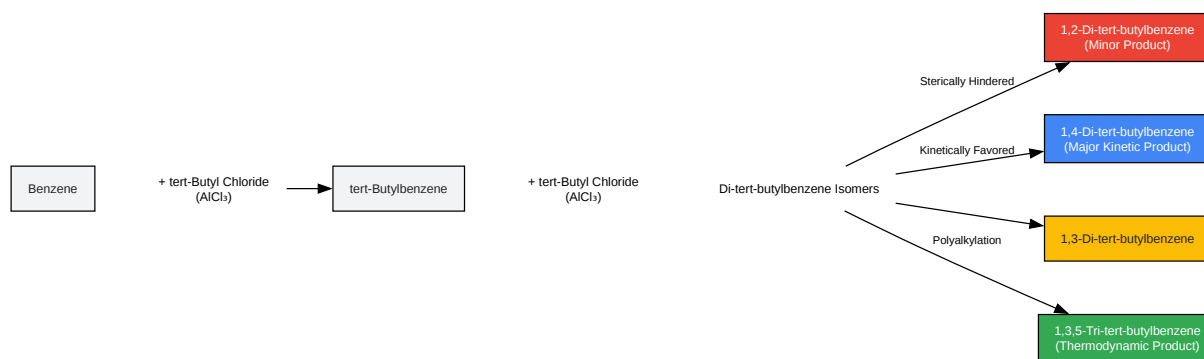 Benzene
+ tert-Butyl Chloride
(AlCl₃)
tert-Butylbenzene
+ tert-Butyl Chloride
(AlCl₃)
Di-tert-butylbenzene Isomers
Sterically Hindered
Kinetically Favored
Polyalkylation
1,2-Di-tert-butylbenzene
(Minor Product)
1,4-Di-tert-butylbenzene
(Major Kinetic Product)
1,3-Di-tert-butylbenzene
1,3,5-Tri-tert-butylbenzene
(Thermodynamic Product)